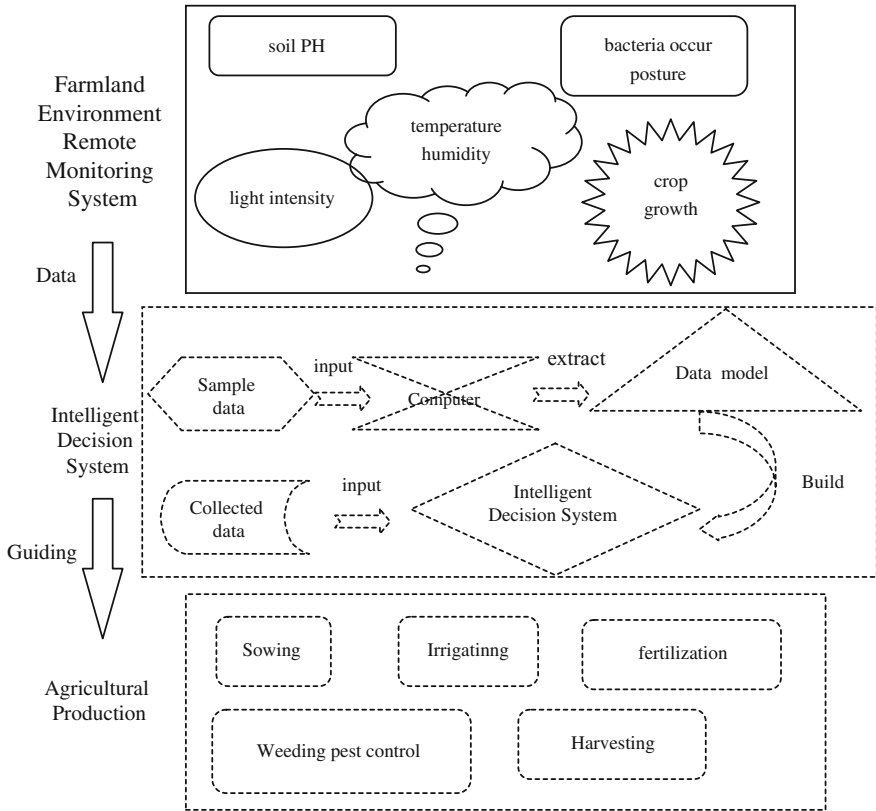 Farmland
Environment
Remote
Monitoring
System
soil PH
bacteria occur
posture
temperature
humidity
light intensity
crop
growth
Data
Intelligent
Decision
System
Sample
data
input
Computer
extract
Data model
Collected
data
input
Intelligent
Decision System
Build
Guiding
Agricultural
Production
Sowing
Irrigatinng
fertilization
Weeding pest control
Harvesting